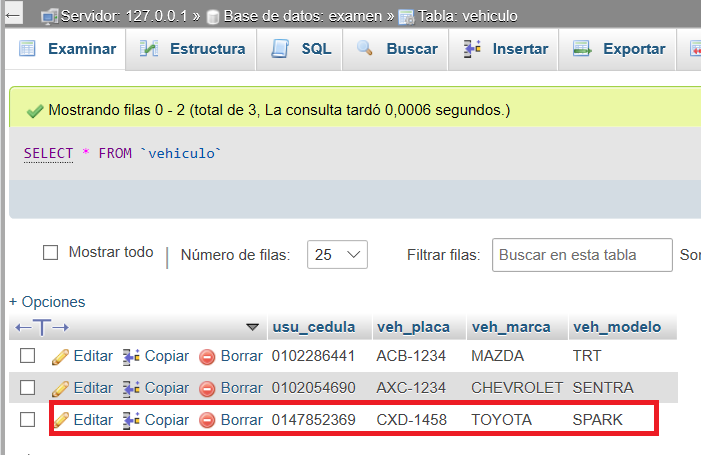 Servidor: 127.0.0.1 » Base de datos: examen » Tabla: vehiculo
Examinar Estructura SQL Buscar Insertar Exportar
Mostrando filas 0 - 2 (total de 3, La consulta tardó 0,0006 segundos.)
SELECT * FROM `vehiculo`
Mostrar todo Número de filas: 25 Filtrar filas: Buscar en esta tabla Sor
+ Opciones
←T→ usu_cedula veh_placa veh_marca veh_modelo
Editar Copiar Borrar 0102286441 ACB-1234 MAZDA TRT
Editar Copiar Borrar 0102054690 AXC-1234 CHEVROLET SENTRA
Editar Copiar Borrar 0147852369 CXD-1458 TOYOTA SPARK